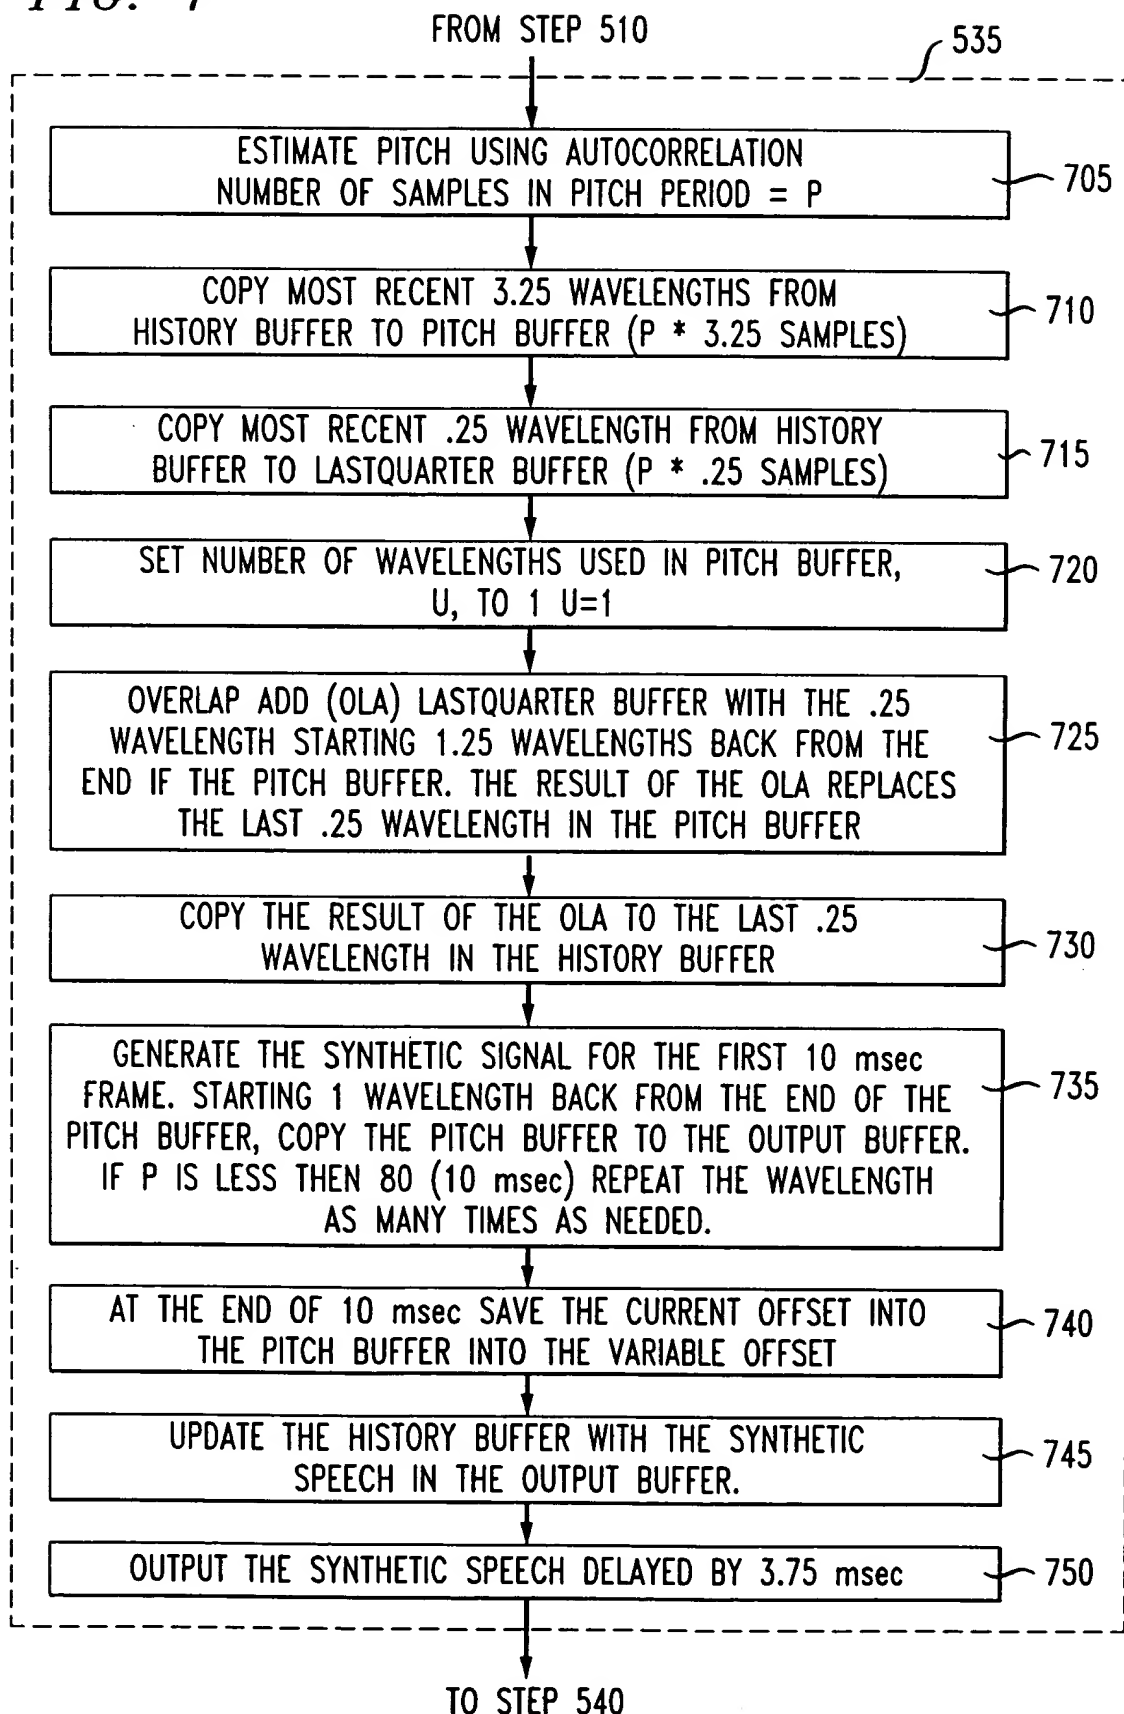 FIG. 7
FROM STEP 510
535
ESTIMATE PITCH USING AUTOCORRELATION
NUMBER OF SAMPLES IN PITCH PERIOD = P
705
COPY MOST RECENT 3.25 WAVELENGTHS FROM
HISTORY BUFFER TO PITCH BUFFER (P * 3.25 SAMPLES)
710
COPY MOST RECENT .25 WAVELENGTH FROM HISTORY
BUFFER TO LASTQUARTER BUFFER (P * .25 SAMPLES)
715
SET NUMBER OF WAVELENGTHS USED IN PITCH BUFFER,
U, TO 1 U=1
720
OVERLAP ADD (OLA) LASTQUARTER BUFFER WITH THE .25
WAVELENGTH STARTING 1.25 WAVELENGTHS BACK FROM THE
END IF THE PITCH BUFFER. THE RESULT OF THE OLA REPLACES
THE LAST .25 WAVELENGTH IN THE PITCH BUFFER
725
COPY THE RESULT OF THE OLA TO THE LAST .25
WAVELENGTH IN THE HISTORY BUFFER
730
GENERATE THE SYNTHETIC SIGNAL FOR THE FIRST 10 msec
FRAME. STARTING 1 WAVELENGTH BACK FROM THE END OF THE
PITCH BUFFER, COPY THE PITCH BUFFER TO THE OUTPUT BUFFER.
IF P IS LESS THEN 80 (10 msec) REPEAT THE WAVELENGTH
AS MANY TIMES AS NEEDED.
735
AT THE END OF 10 msec SAVE THE CURRENT OFFSET INTO
THE PITCH BUFFER INTO THE VARIABLE OFFSET
740
UPDATE THE HISTORY BUFFER WITH THE SYNTHETIC
SPEECH IN THE OUTPUT BUFFER.
745
OUTPUT THE SYNTHETIC SPEECH DELAYED BY 3.75 msec
750
TO STEP 540